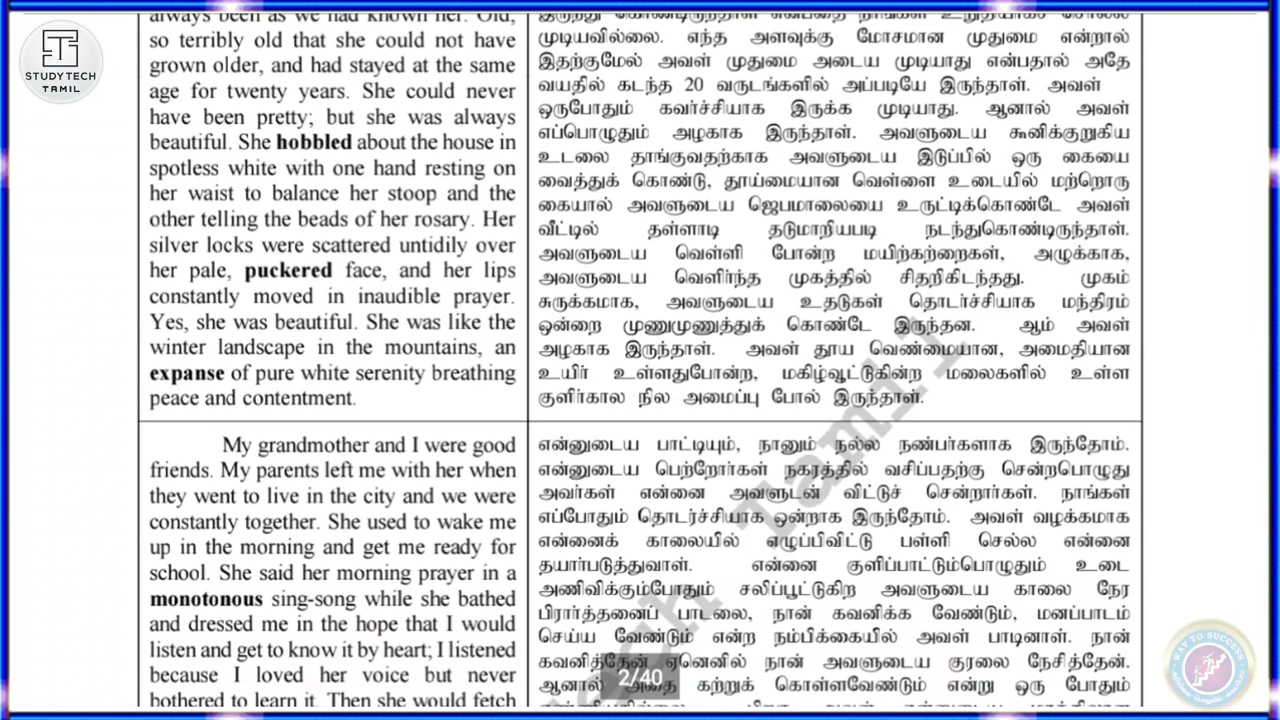 STUDYTECH
TAMIL
always been as we had known her. Old,
so terribly old that she could not have
grown older, and had stayed at the same
age for twenty years. She could never
have been pretty; but she was always
beautiful. She hobbled about the house in
spotless white with one hand resting on
her waist to balance her stoop and the
other telling the beads of her rosary. Her
silver locks were scattered untidily over
her pale, puckered face, and her lips
constantly moved in inaudible prayer.
Yes, she was beautiful. She was like the
winter landscape in the mountains, an
expanse of pure white serenity breathing
peace and contentment.
இருந்து கொண்டிருந்தாள் என்பதை நாங்கள் உறுதியாகச் சொல்ல
முடியவில்லை. எந்த அளவுக்கு மோசமான முதுமை என்றால்
இதற்குமேல் அவள் முதுமை அடைய முடியாது என்பதால் அதே
வயதில் கடந்த 20 வருடங்களில் அப்படியே இருந்தாள். அவள்
ஒருபோதும் கவர்ச்சியாக இருக்க முடியாது. ஆனால் அவள்
எப்பொழுதும் அழகாக இருந்தாள். அவளுடைய கூனிக்குறுகிய
உடலை தாங்குவதற்காக அவளுடைய இடுப்பில் ஒரு கையை
வைத்துக் கொண்டு, தூய்மையான வெள்ளை உடையில் மற்றொரு
கையால் அவளுடைய ஜெபமாலையை உருட்டிக்கொண்டே அவள்
வீட்டில் தள்ளாடி தடுமாறியபடி நடந்துகொண்டிருந்தாள்.
அவளுடைய வெள்ளி போன்ற மயிற்கற்றைகள், அழுக்காக,
அவளுடைய வெளிர்ந்த முகத்தில் சிதறிகிடந்தது. முகம்
சுருக்கமாக, அவளுடைய உதடுகள் தொடர்ச்சியாக மந்திரம்
ஒன்றை முணுமுணுத்துக் கொண்டே இருந்தன. ஆம் அவள்
அழகாக இருந்தாள். அவள் தூய வெண்மையான, அமைதியான
உயிர் உள்ளதுபோன்ற, மகிழ்வூட்டுகின்ற மலைகளில் உள்ள
குளிர்கால நில அமைப்பு போல் இருந்தாள்.
My grandmother and I were good
friends. My parents left me with her when
they went to live in the city and we were
constantly together. She used to wake me
up in the morning and get me ready for
school. She said her morning prayer in a
monotonous sing-song while she bathed
and dressed me in the hope that I would
listen and get to know it by heart; I listened
because I loved her voice but never
bothered to learn it. Then she would fetch
என்னுடைய பாட்டியும், நானும் நல்ல நண்பர்களாக இருந்தோம்.
என்னுடைய பெற்றோர்கள் நகரத்தில் வசிப்பதற்கு சென்றபொழுது
அவர்கள் என்னை அவளுடன் விட்டுச் சென்றார்கள். நாங்கள்
எப்போதும் தொடர்ச்சியாக ஒன்றாக இருந்தோம். அவள் வழக்கமாக
என்னைக் காலையில் எழுப்பிவிட்டு பள்ளி செல்ல என்னை
தயார்படுத்துவாள். என்னை குளிப்பாட்டும்பொழுதும் உடை
அணிவிக்கும்போதும் சலிப்பூட்டுகிற அவளுடைய காலை நேர
பிரார்த்தனைப் பாடலை, நான் கவனிக்க வேண்டும், மனப்பாடம்
செய்ய வேண்டும் என்ற நம்பிக்கையில் அவள் பாடினாள். நான்
கவனித்தேன் ஏனெனில் நான் அவளுடைய குரலை நேசித்தேன்.
ஆனால் அதை கற்றுக் கொள்ளவேண்டும் என்று ஒரு போதும்
2/40
Tamil
WAY TO SUCCESS